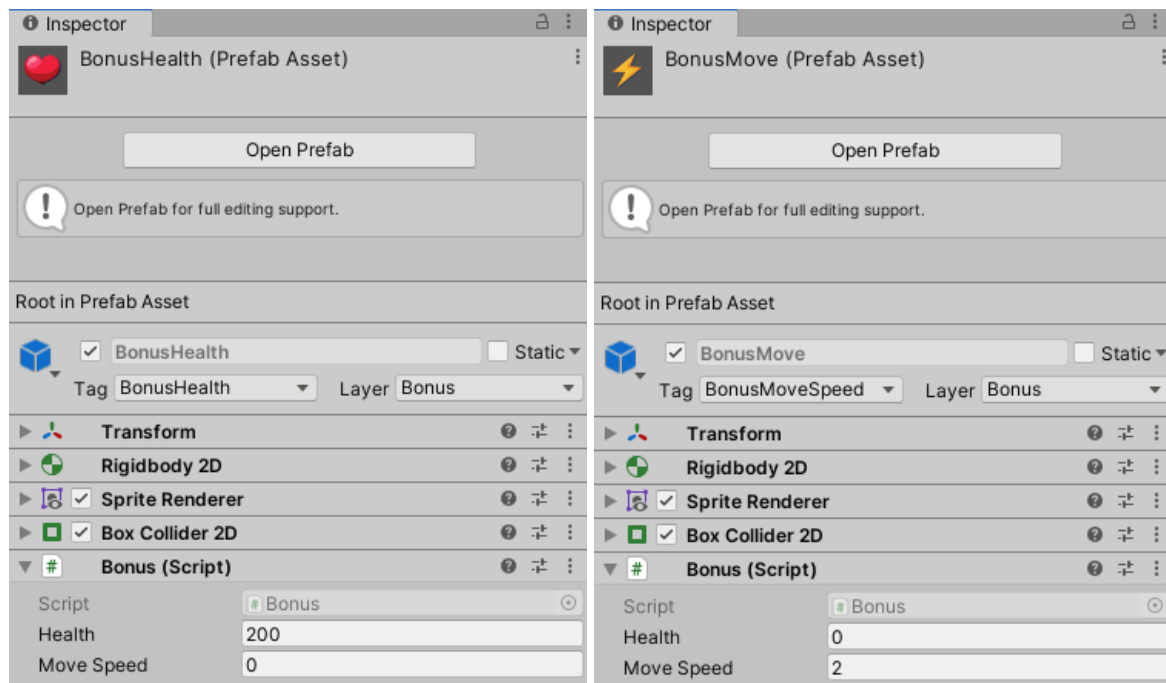 Inspector
BonusHealth (Prefab Asset)
Open Prefab
Open Prefab for full editing support.
Root in Prefab Asset
BonusHealth Static
Tag BonusHealth Layer Bonus
Transform
Rigidbody 2D
Sprite Renderer
Box Collider 2D
# Bonus (Script)
Script # Bonus
Health 200
Move Speed 0
Inspector
BonusMove (Prefab Asset)
Open Prefab
Open Prefab for full editing support.
Root in Prefab Asset
BonusMove Static
Tag BonusMoveSpeed Layer Bonus
Transform
Rigidbody 2D
Sprite Renderer
Box Collider 2D
# Bonus (Script)
Script # Bonus
Health 0
Move Speed 2